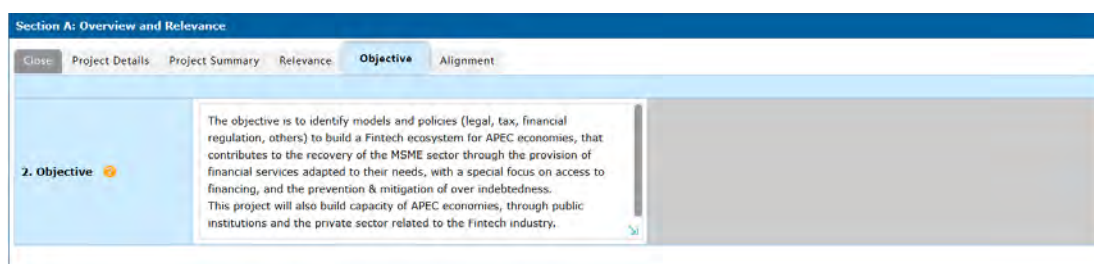 Section A: Overview and Relevance
Close Project Details Project Summary Relevance Objective Alignment
2. Objective
The objective is to identify models and policies (legal, tax, financial
regulation, others) to build a Fintech ecosystem for APEC economies, that
contributes to the recovery of the MSME sector through the provision of
financial services adapted to their needs, with a special focus on access to
financing, and the prevention & mitigation of over indebtedness.
This project will also build capacity of APEC economies, through public
institutions and the private sector related to the Fintech industry.